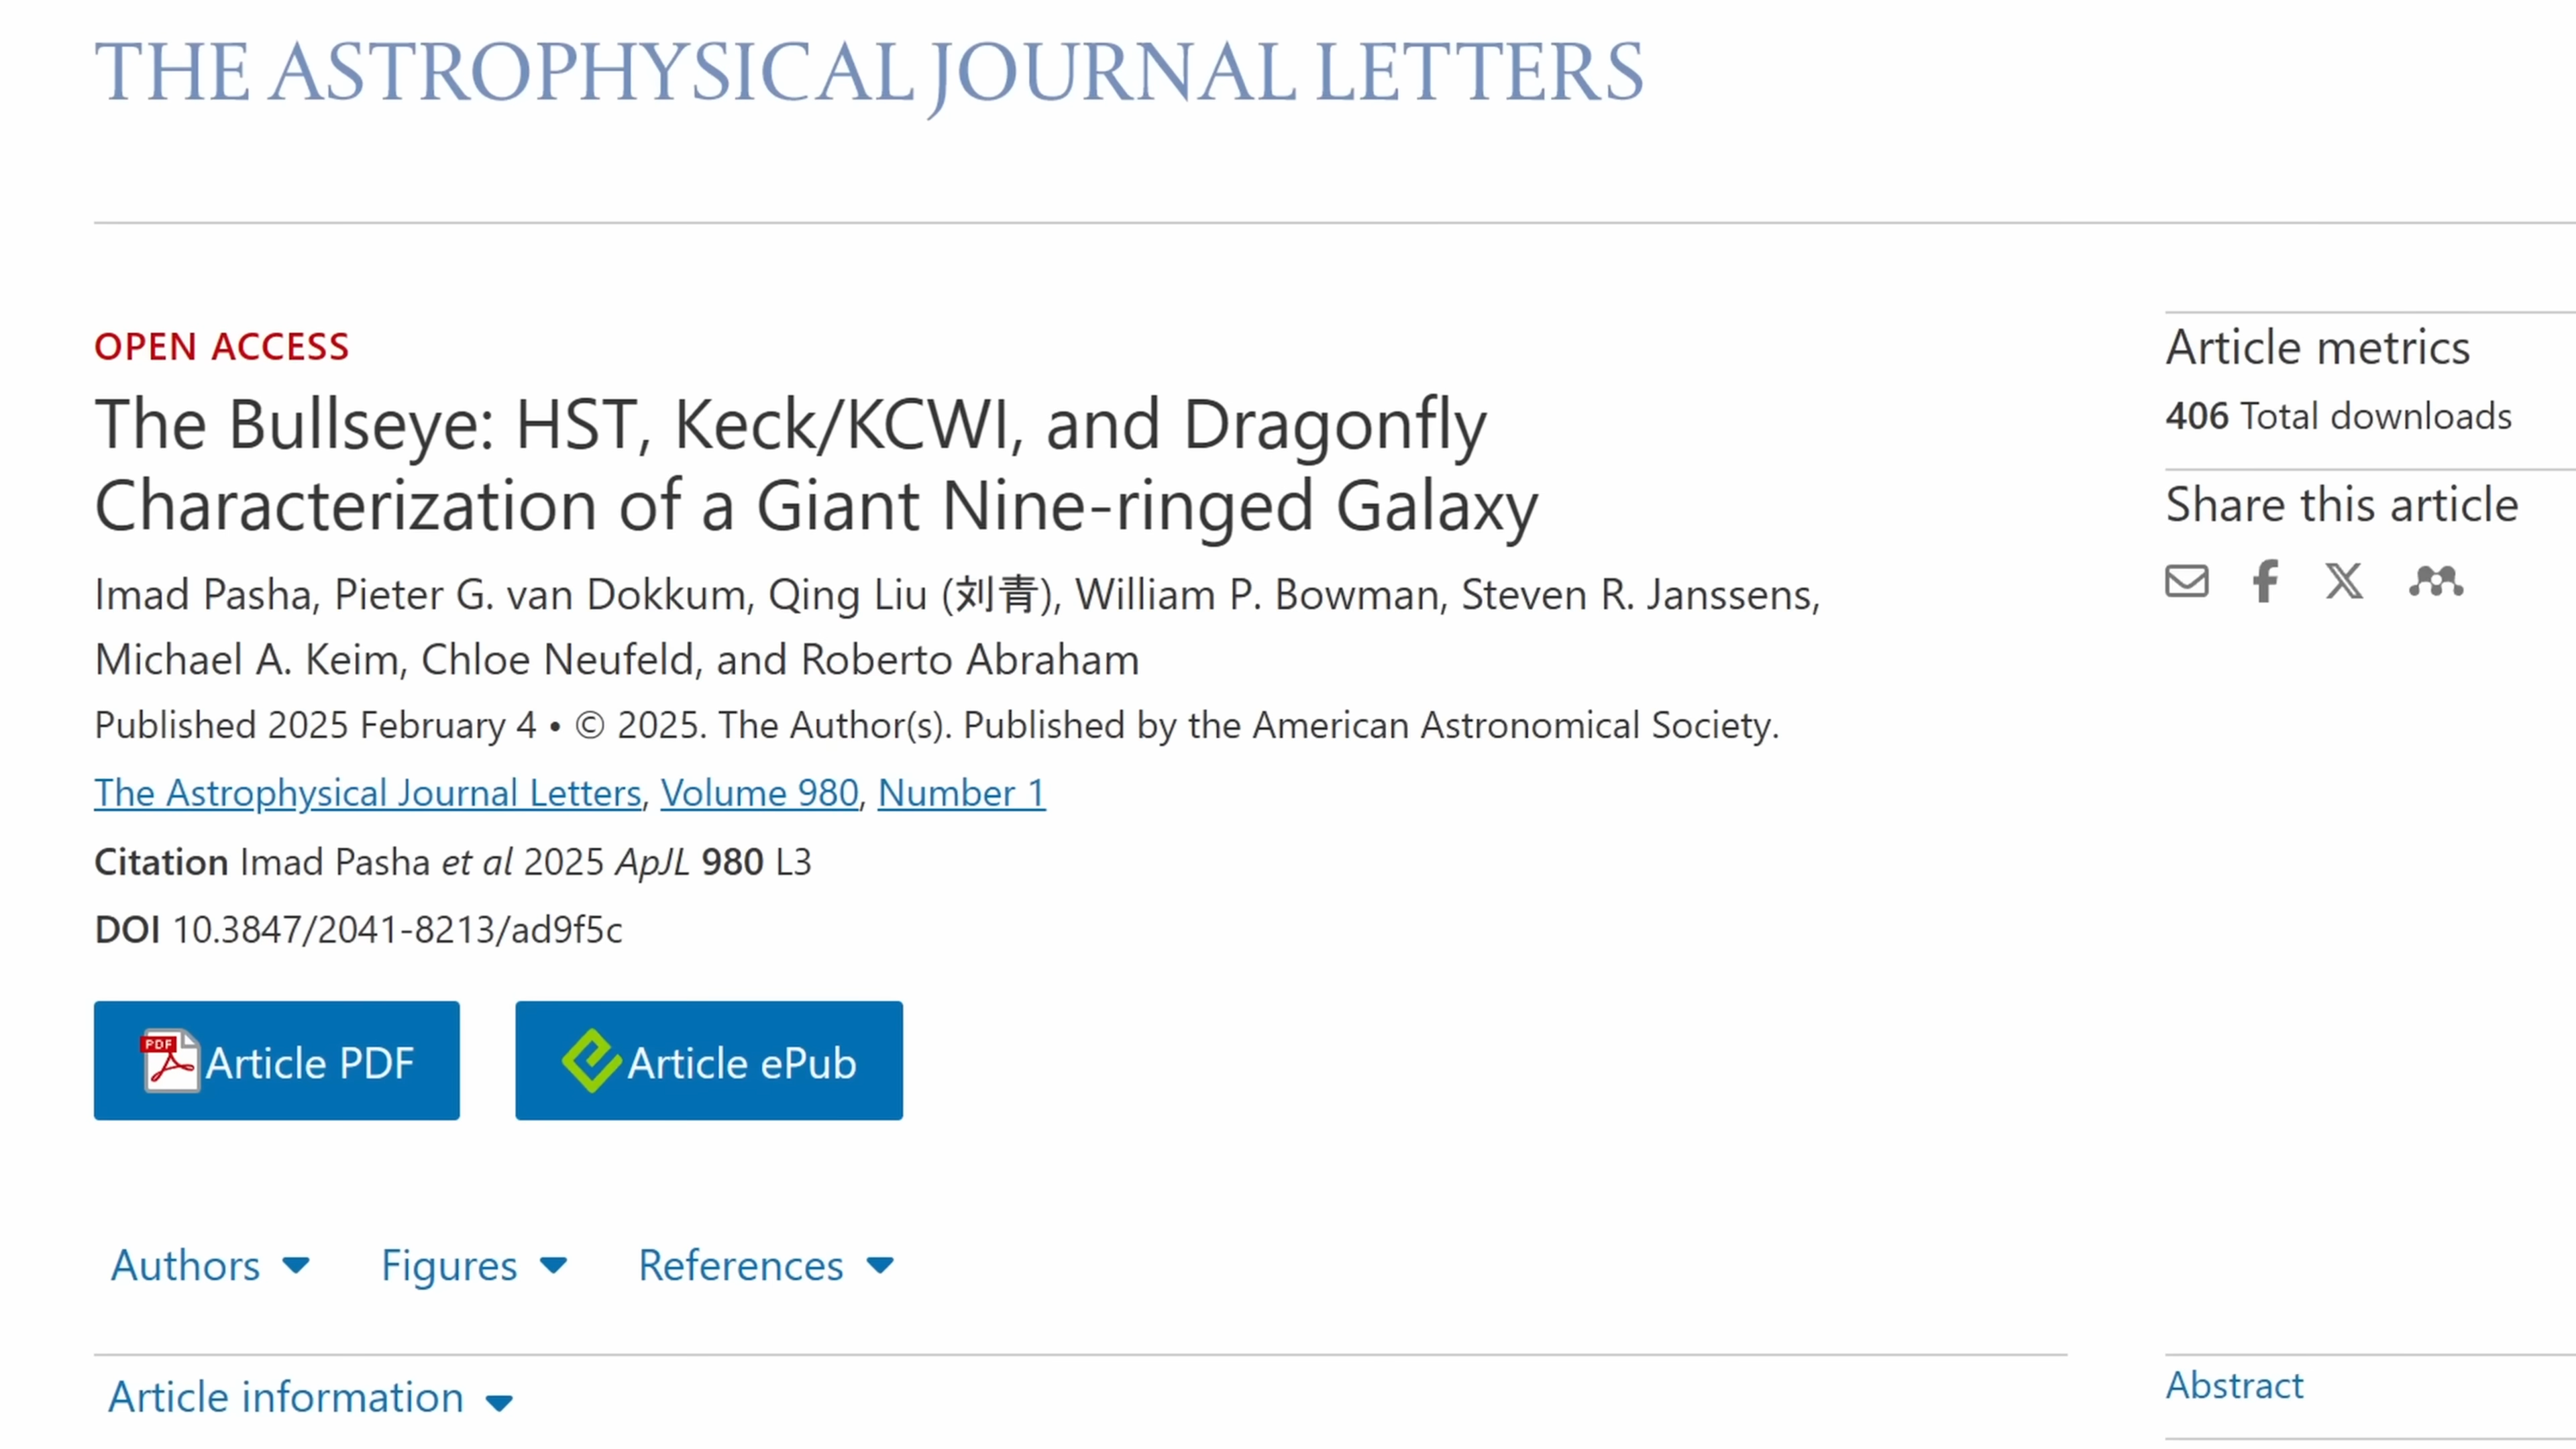 THE ASTROPHYSICAL JOURNAL LETTERS
OPEN ACCESS
The Bullseye: HST, Keck/KCWI, and Dragonfly
Characterization of a Giant Nine-ringed Galaxy
Imad Pasha, Pieter G. van Dokkum, Qing Liu (刘青), William P. Bowman, Steven R. Janssens,
Michael A. Keim, Chloe Neufeld, and Roberto Abraham
Published 2025 February 4 • © 2025. The Author(s). Published by the American Astronomical Society.
The Astrophysical Journal Letters, Volume 980, Number 1
Citation Imad Pasha et al 2025 ApJL 980 L3
DOI 10.3847/2041-8213/ad9f5c
PDF Article PDF
Article ePub
Authors
Figures
References
Article information
Article metrics
406 Total downloads
Share this article
Abstract